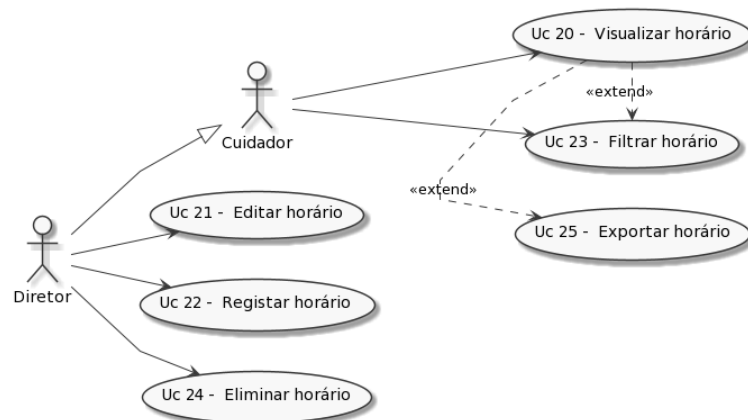 Uc 20 - Visualizar horário
«extend»
Cuidador
Uc 23 - Filtrar horário
«extend»
Uc 21 - Editar horário
Uc 25 - Exportar horário
Diretor
Uc 22 - Registar horário
Uc 24 - Eliminar horário